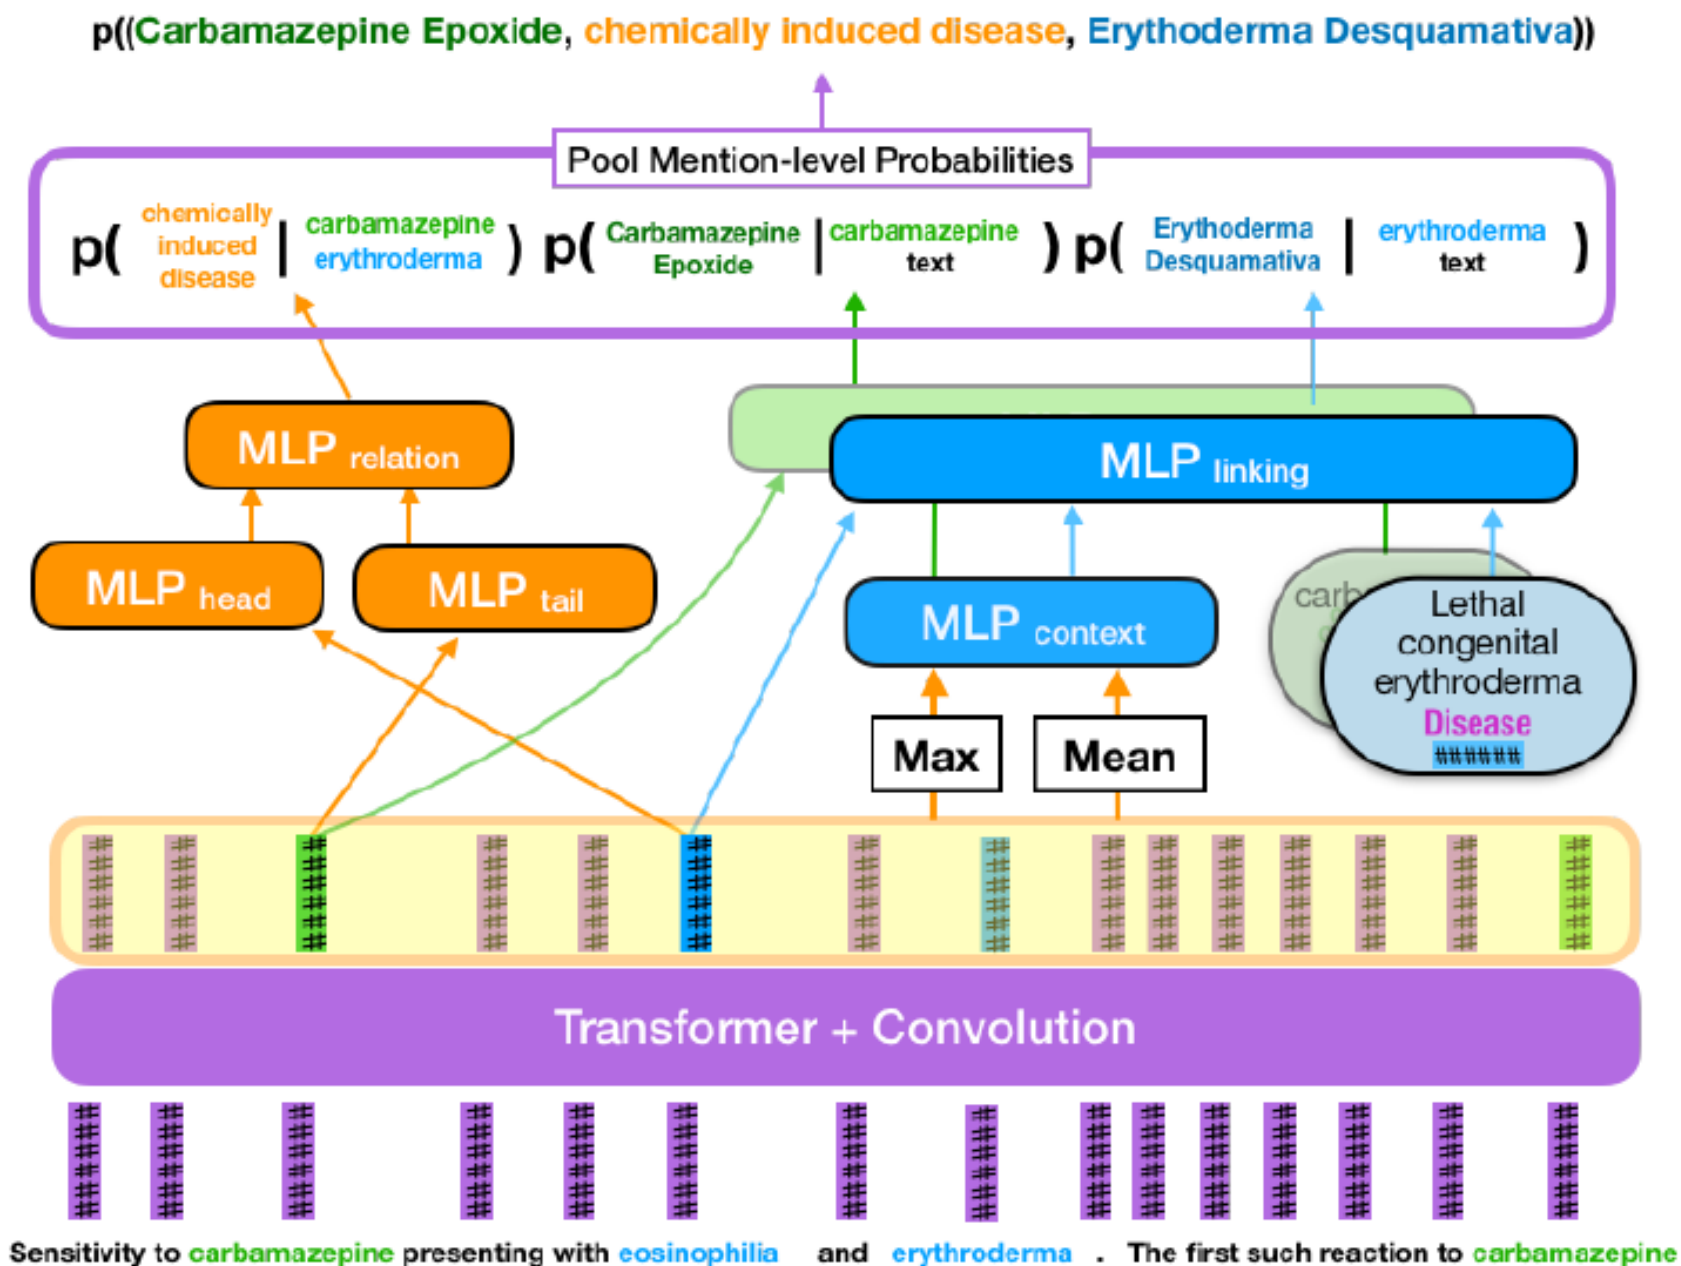 p((Carbamazepine Epoxide, chemically induced disease, Erythoderma Desquamativa))
Pool Mention-level Probabilities
p( chemically induced disease | carbamazepine erythroderma ) p( Carbamazepine Epoxide | carbamazepine text ) p( Erythoderma Desquamativa | erythroderma text )
MLP relation
MLP linking
MLP head
MLP tail
MLP context
Lethal
congenital
erythroderma
Disease
######
Max
Mean
Transformer + Convolution
Sensitivity to carbamazepine presenting with eosinophilia and erythroderma . The first such reaction to carbamazepine